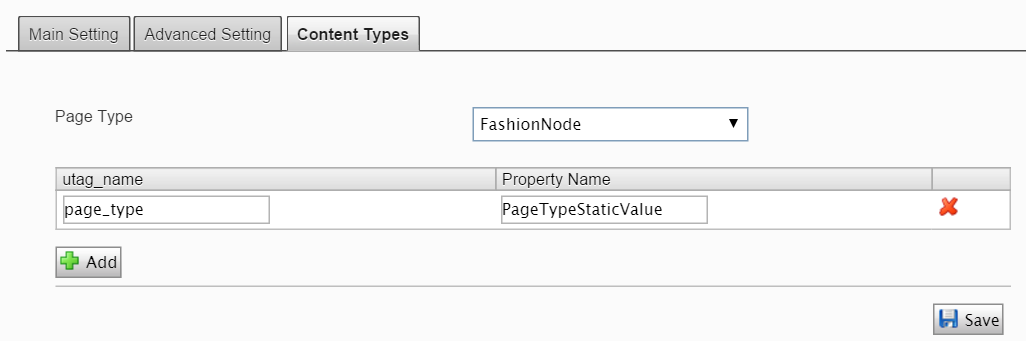 Main Setting Advanced Setting Content Types
Page Type FashionNode
utag_name Property Name
page_type PageTypeStaticValue
Add
Save